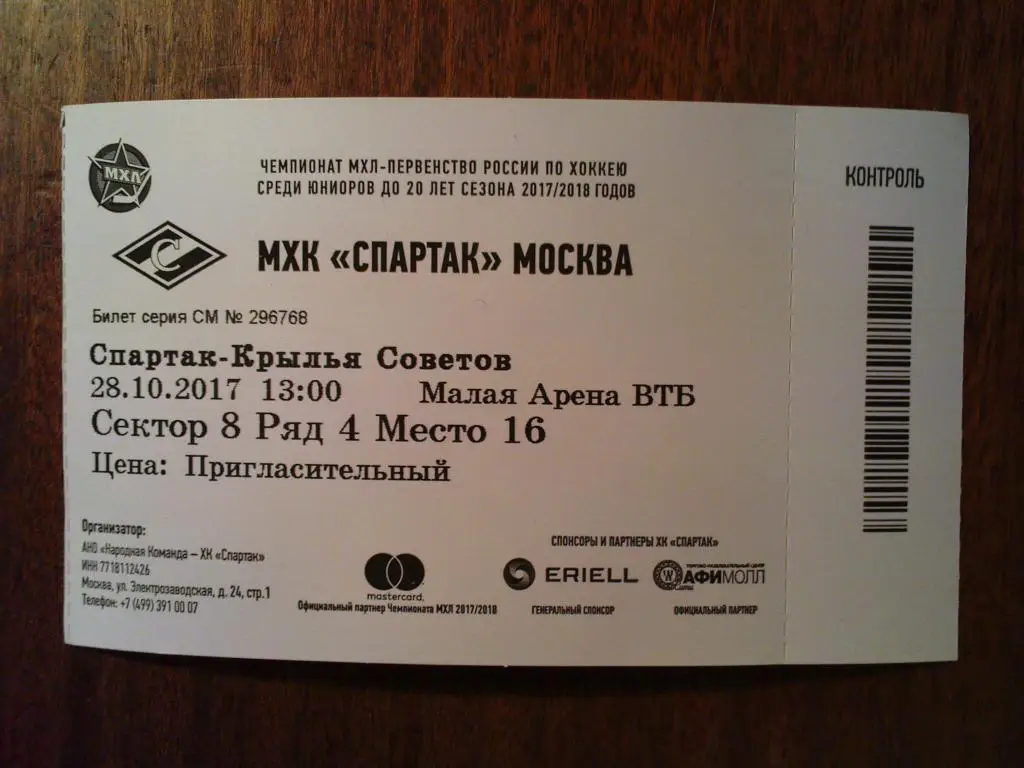 МХЛ
ЧЕМПИОНАТ МХЛ-ПЕРВЕНСТВО РОССИИ ПО ХОККЕЮ
СРЕДИ ЮНИОРОВ ДО 20 ЛЕТ СЕЗОНА 2017/2018 ГОДОВ
КОНТРОЛЬ
С
МХК «СПАРТАК» МОСКВА
Билет серия СМ № 296768
Спартак-Крылья Советов
28.10.2017 13:00 Малая Арена ВТБ
Сектор 8 Ряд 4 Место 16
Цена: Пригласительный
Организатор:
АНО «Народная Команда – ХК «Спартак»
ИНН 7718112426
Москва, ул. Электрозаводская, д. 24, стр.1
Телефон: +7 (499) 391 00 07
mastercard.
Официальный партнер Чемпионата МХЛ 2017/2018
СПОНСОРЫ И ПАРТНЕРЫ ХК «СПАРТАК»
ERIELL
ГЕНЕРАЛЬНЫЙ СПОНСОР
ТОРГОВО-РАЗВЛЕКАТЕЛЬНЫЙ ЦЕНТР
АФИМОЛЛ
Сити
ОФИЦИАЛЬНЫЙ ПАРТНЕР